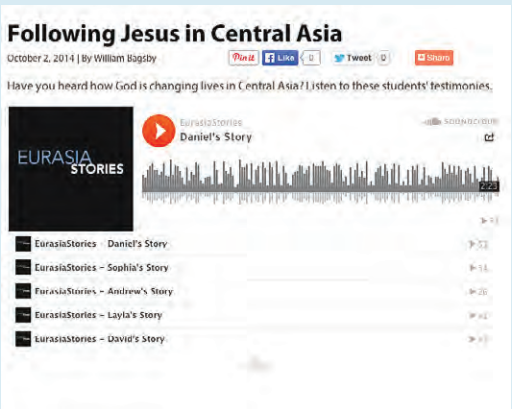 Following Jesus in Central Asia
October 2, 2014 | By William Bagsby
Pin it Like 0 Tweet 0 Share
Have you heard how God is changing lives in Central Asia? Listen to these students' testimonies.
EURASIA
STORIES
EurasiaStories
SOUNDCLOUD
Daniel's Story
2:23
EurasiaStories - Daniel's Story
EurasiaStories - Sophia's Story
EurasiaStories - Andrew's Story
EurasiaStories - Layla's Story
EurasiaStories - David's Story